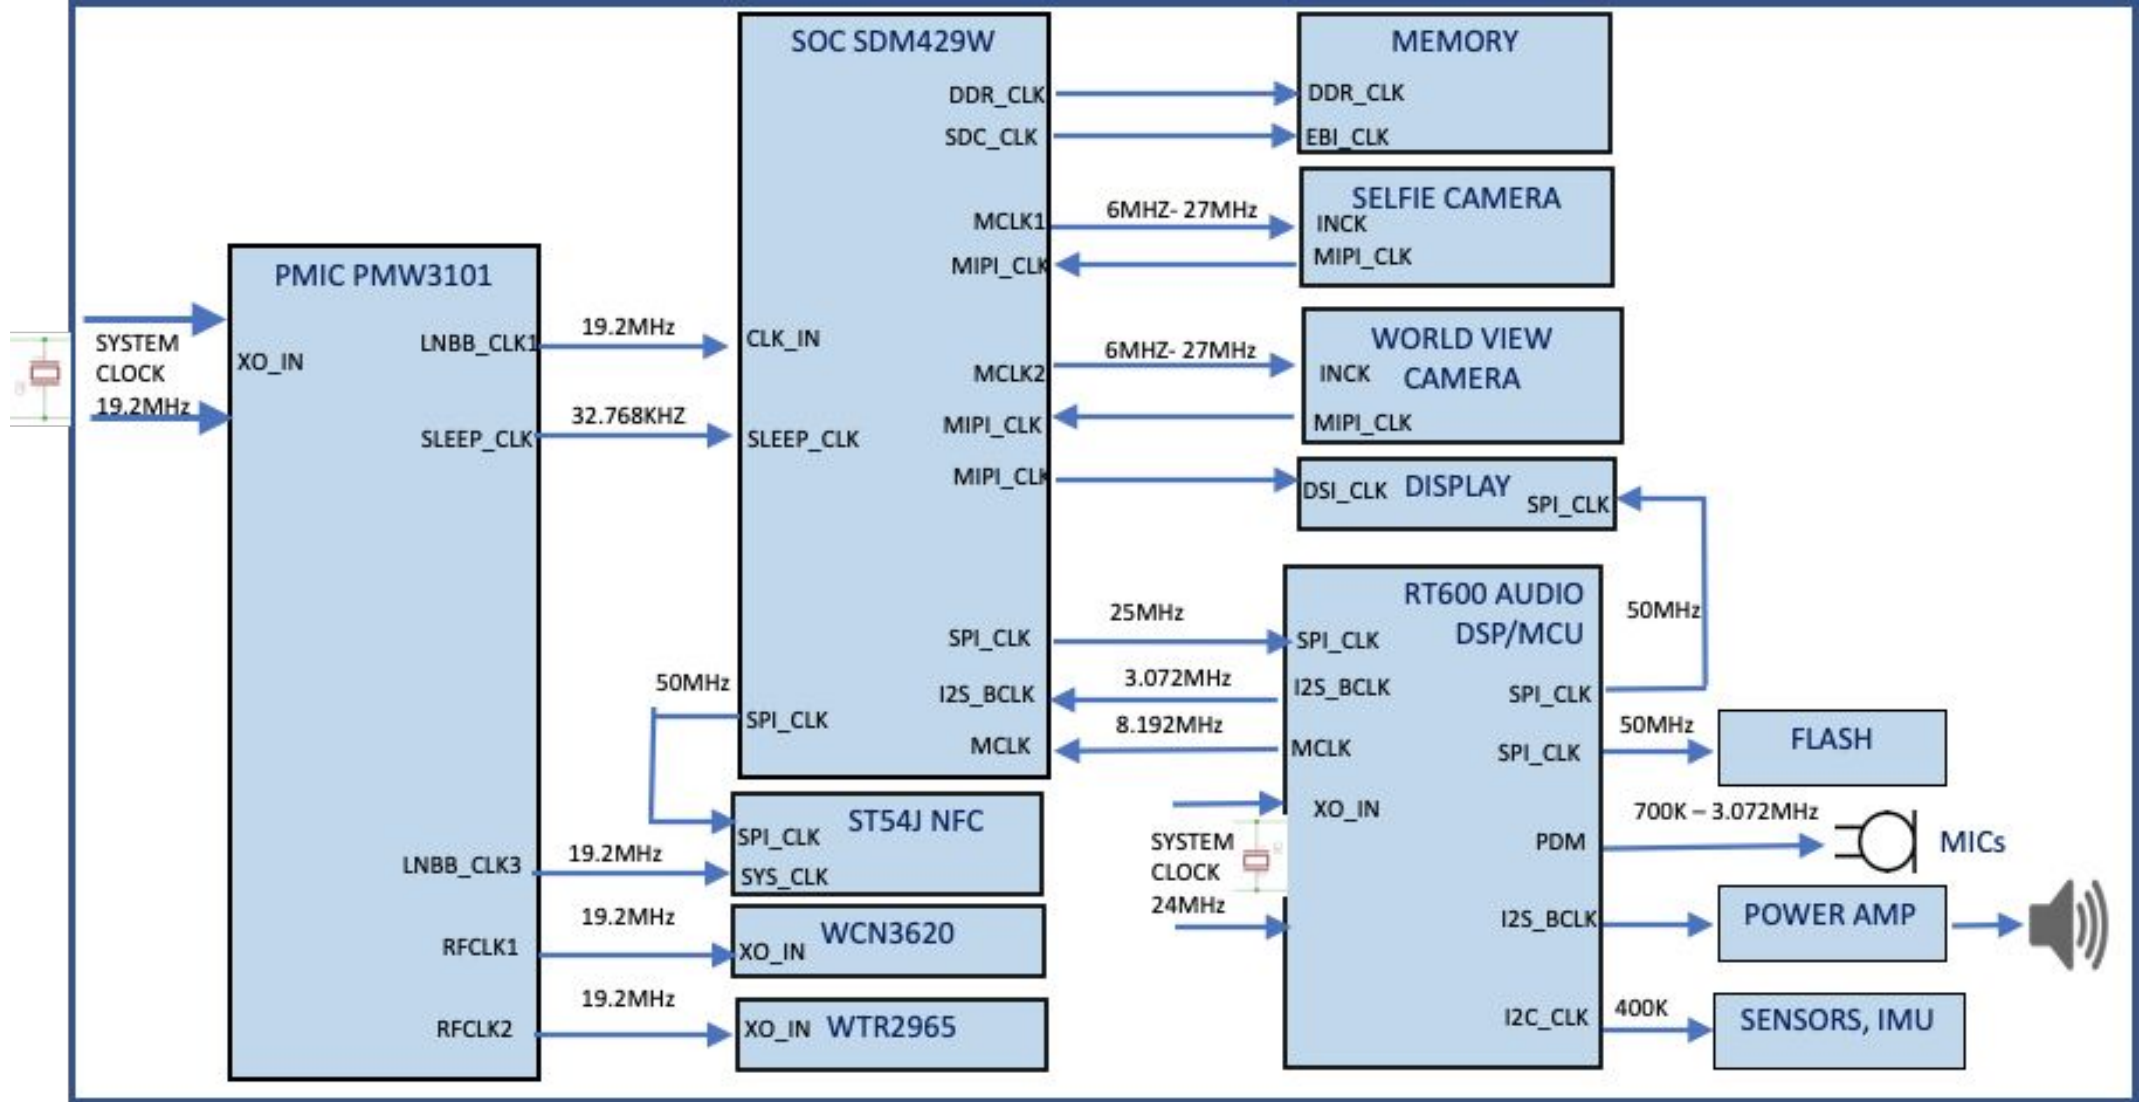 SOC SDM429W
DDR_CLK
SDC_CLK
MCLK1
MIPI_CLK
CLK_IN
MCLK2
SLEEP_CLK
MIPI_CLK
MIPI_CLK
SPI_CLK
I2S_BCLK
SPI_CLK
MCLK
MEMORY
DDR_CLK
EBI_CLK
6MHZ- 27MHz
SELFIE CAMERA
INCK
MIPI_CLK
6MHZ- 27MHz
WORLD VIEW
CAMERA
INCK
MIPI_CLK
DSI_CLK DISPLAY SPI_CLK
PMIC PMW3101
SYSTEM
CLOCK
19.2MHz
XO_IN
LNBB_CLK1
19.2MHz
SLEEP_CLK
32.768KHZ
LNBB_CLK3
19.2MHz
RFCLK1
19.2MHz
RFCLK2
19.2MHz
50MHz
ST54J NFC
SPI_CLK
SYS_CLK
WCN3620
XO_IN
XO_IN WTR2965
25MHz
3.072MHz
8.192MHz
SYSTEM
CLOCK
24MHz
RT600 AUDIO
DSP/MCU
SPI_CLK
I2S_BCLK
MCLK
XO_IN
SPI_CLK
SPI_CLK
PDM
I2S_BCLK
I2C_CLK
50MHz
50MHz
FLASH
700K – 3.072MHz
MICs
POWER AMP
400K
SENSORS, IMU